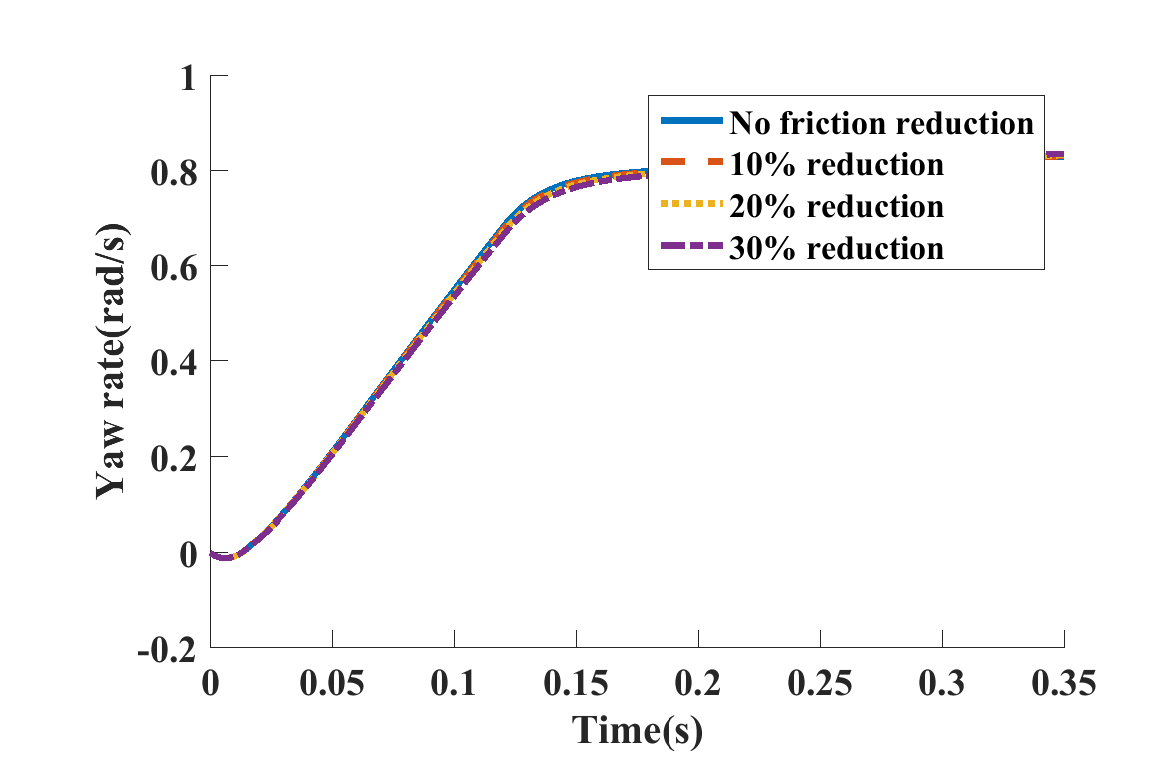 1
0.8
0.6
0.4
0.2
0
-0.2
Yaw rate(rad/s)
No friction reduction
10% reduction
20% reduction
30% reduction
0 0.05 0.1 0.15 0.2 0.25 0.3 0.35
Time(s)